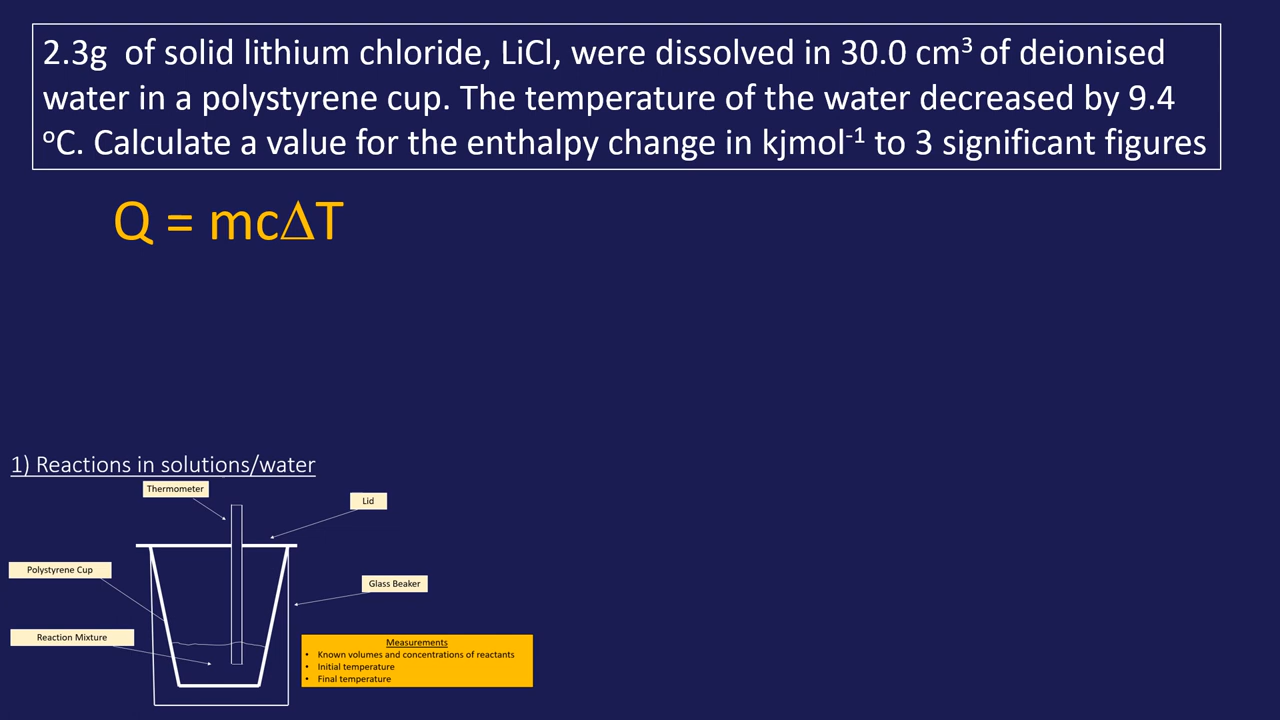 2.3g  of solid lithium chloride, LiCl, were dissolved in 30.0 cm³ of deionised
water in a polystyrene cup. The temperature of the water decreased by 9.4
ᵒC. Calculate a value for the enthalpy change in kjmol⁻¹ to 3 significant figures
Q = mcΔT
1) Reactions in solutions/water
Thermometer
Lid
Polystyrene Cup
Glass Beaker
Reaction Mixture
Measurements
• Known volumes and concentrations of reactants
• Initial temperature
• Final temperature